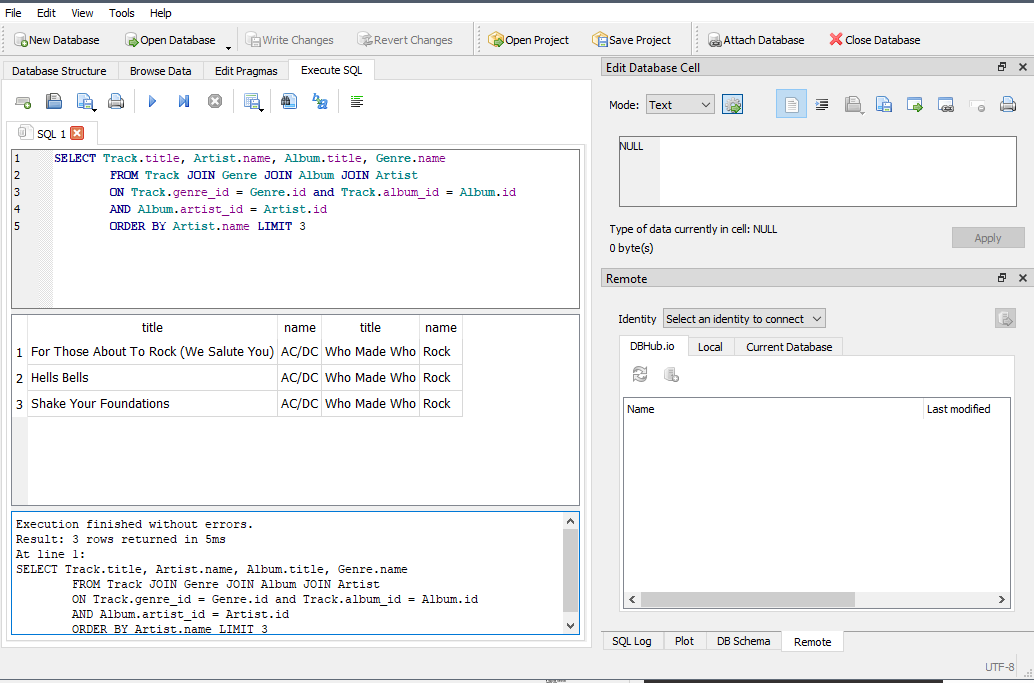 File Edit View Tools Help
New Database Open Database Write Changes Revert Changes Open Project Save Project Attach Database Close Database
Database Structure Browse Data Edit Pragmas Execute SQL
SQL 1
1 SELECT Track.title, Artist.name, Album.title, Genre.name
2 FROM Track JOIN Genre JOIN Album JOIN Artist
3 ON Track.genre_id = Genre.id and Track.album_id = Album.id
4 AND Album.artist_id = Artist.id
5 ORDER BY Artist.name LIMIT 3
title name title name
1 For Those About To Rock (We Salute You) AC/DC Who Made Who Rock
2 Hells Bells AC/DC Who Made Who Rock
3 Shake Your Foundations AC/DC Who Made Who Rock
Execution finished without errors.
Result: 3 rows returned in 5ms
At line 1:
SELECT Track.title, Artist.name, Album.title, Genre.name
FROM Track JOIN Genre JOIN Album JOIN Artist
ON Track.genre_id = Genre.id and Track.album_id = Album.id
AND Album.artist_id = Artist.id
ORDER BY Artist.name LIMIT 3
Edit Database Cell
Mode: Text
NULL
Type of data currently in cell: NULL
0 byte(s)
Apply
Remote
Identity Select an identity to connect
DBHub.io Local Current Database
Name Last modified
SQL Log Plot DB Schema Remote
UTF-8